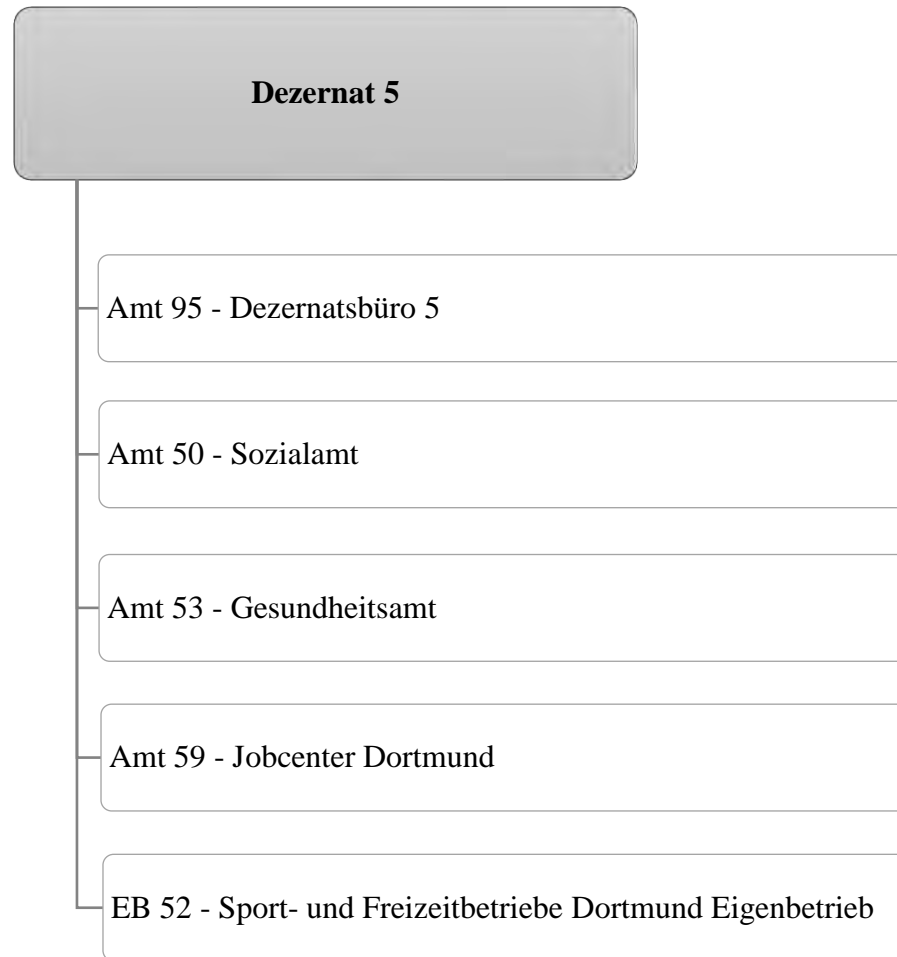 Dezernat 5
Amt 95 - Dezernatsbüro 5
Amt 50 - Sozialamt
Amt 53 - Gesundheitsamt
Amt 59 - Jobcenter Dortmund
EB 52 - Sport- und Freizeitbetriebe Dortmund Eigenbetrieb